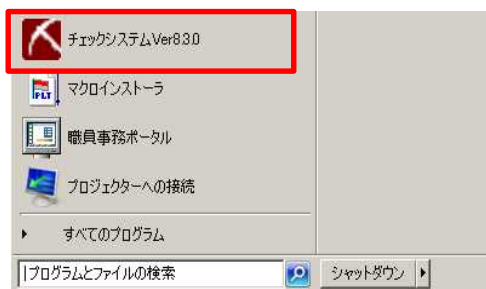 チェックシステムVer8.3.0
PLT
マクロインストーラ
職員事務ポータル
プロジェクターへの接続
すべてのプログラム
プログラムとファイルの検索
シャットダウン